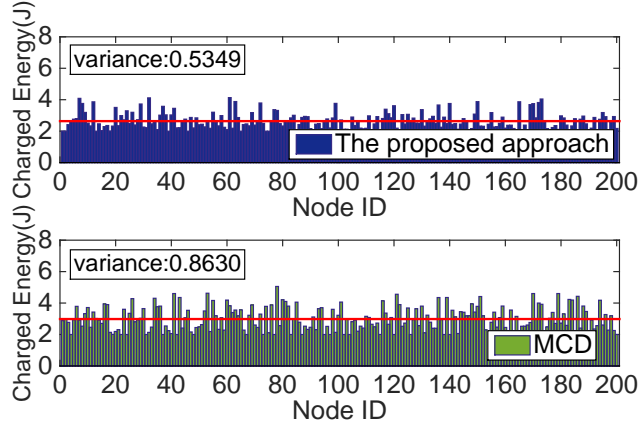 Charged Energy(J)
8
6
4
2
0
variance:0.5349
The proposed approach
0 20 40 60 80 100 120 140 160 180 200
Node ID
Charged Energy(J)
8
6
4
2
0
variance:0.8630
MCD
0 20 40 60 80 100 120 140 160 180 200
Node ID